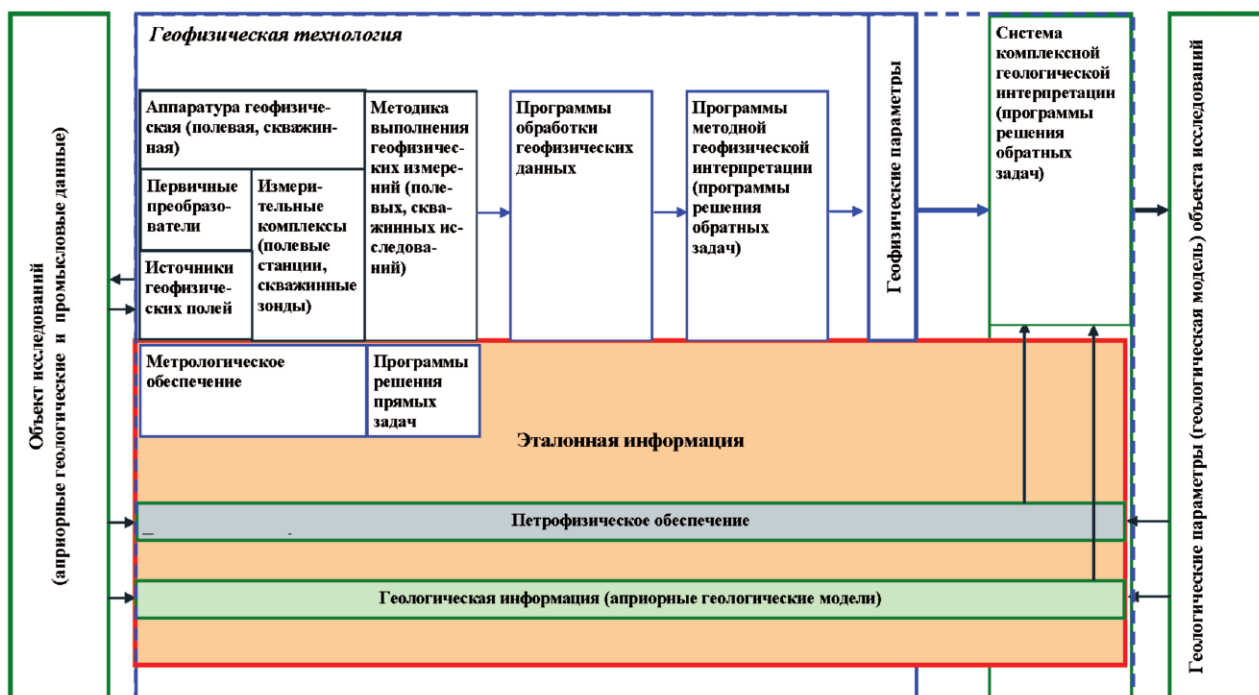 Объект исследований
(априорные геологические и промысловые данные)
Геофизическая технология
Аппаратура геофизиче-
ская (полевая, скважин-
ная)
Первичные
преобразо-
ватели
Источники
геофизиче-
ских полей
Измери-
тельные
комплексы
(полевые
станции,
скважинные
зонды)
Методика
выполнения
геофизичес-
ких измере-
ний (поле-
вых, сква-
жинных ис-
следова-
ний)
Программы
обработки
геофизических
данных
Программы
методной
геофизической
интерпретации
(программы
решения
обратных
задач)
Геофизические параметры
Система
комплексной
геологической
интерпретации
(программы
решения
обратных
задач)
Геологические параметры (геологическая модель) объекта исследований
Метрологическое
обеспечение
Программы
решения
прямых
задач
Эталонная информация
Петрофизическое обеспечение
Геологическая информация (априорные геологические модели)